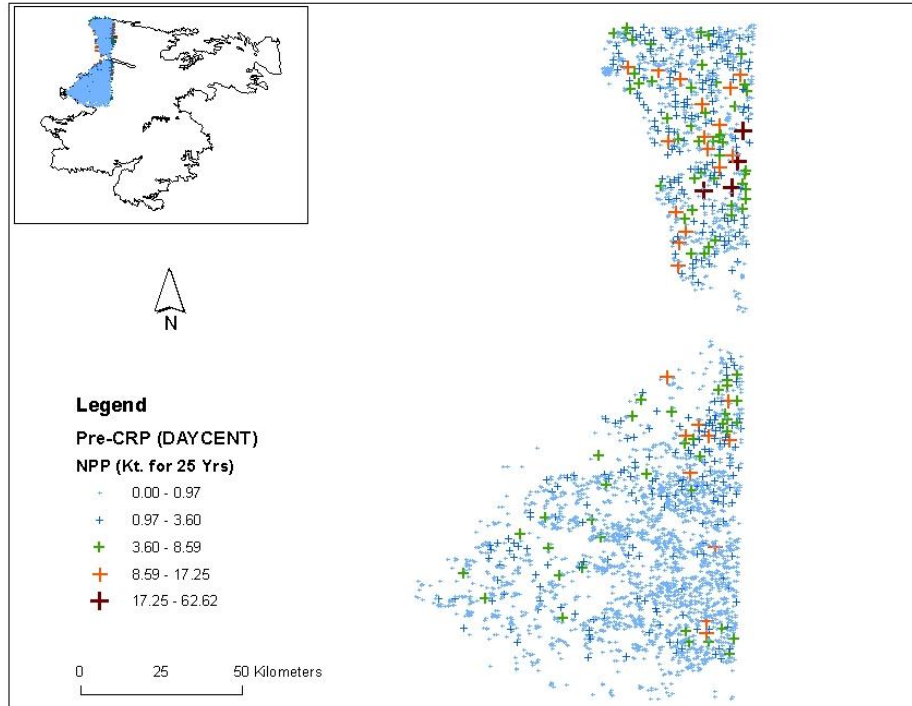 N
Legend
Pre-CRP (DAYCENT)
NPP (Kt. for 25 Yrs)
0.00 - 0.97
0.97 - 3.60
3.60 - 8.59
8.59 - 17.25
17.25 - 62.62
0 25 50 Kilometers